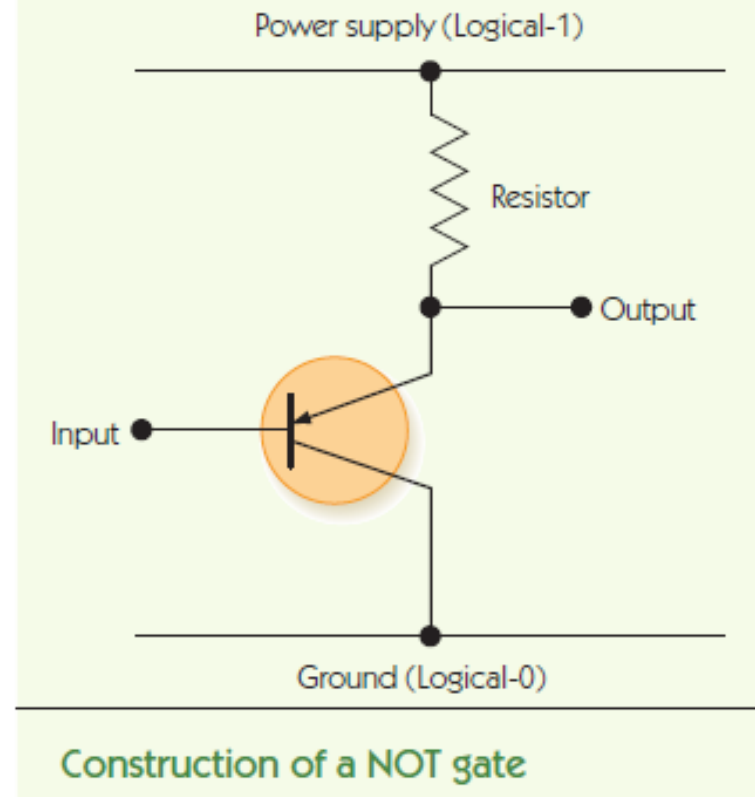 Power supply (Logical-1)
Resistor
Output
Input
Ground (Logical-0)
Construction of a NOT gate